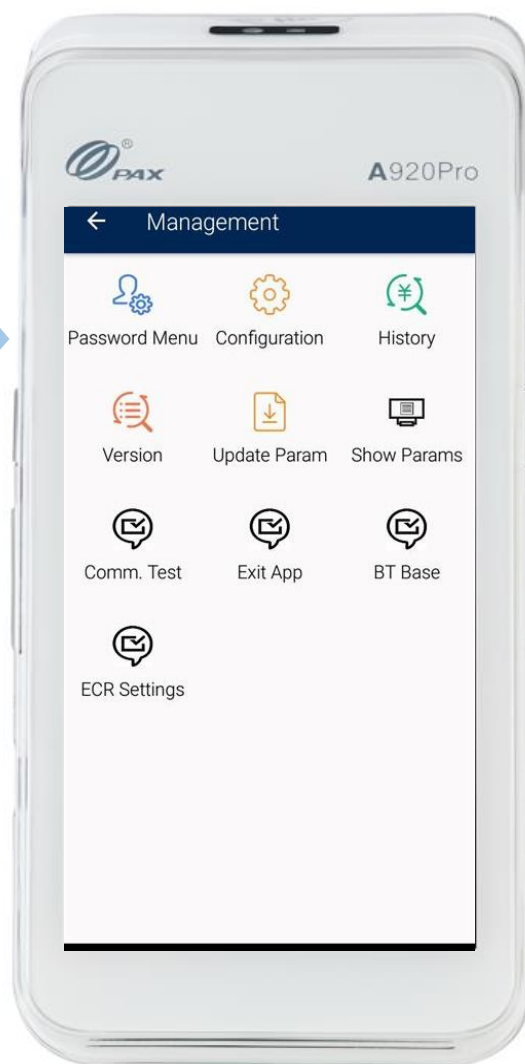 PAX®
A920Pro
Management
Password Menu Configuration History
Version Update Param Show Params
Comm. Test Exit App BT Base
ECR Settings